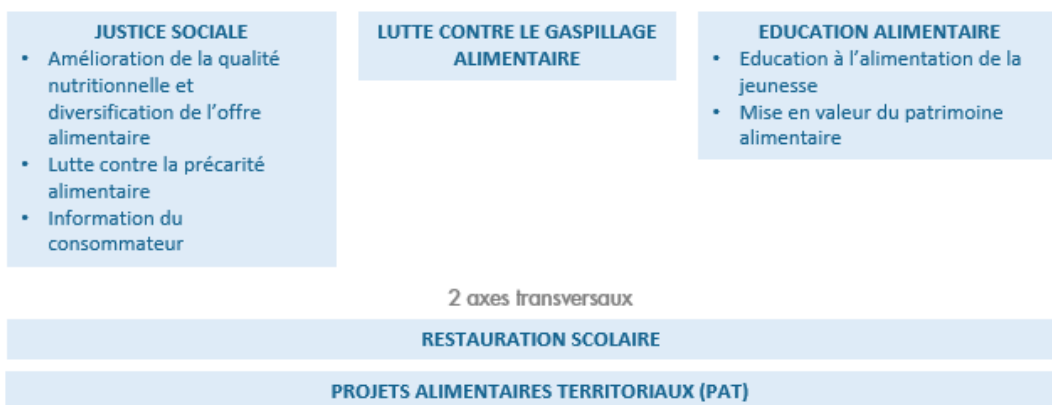 JUSTICE SOCIALE
• Amélioration de la qualité
nutritionnelle et
diversification de l'offre
alimentaire
• Lutte contre la précarité
alimentaire
• Information du
consommateur
LUTTE CONTRE LE GASPILLAGE
ALIMENTAIRE
EDUCATION ALIMENTAIRE
• Education à l'alimentation de la
jeunesse
• Mise en valeur du patrimoine
alimentaire
2 axes transversaux
RESTAURATION SCOLAIRE
PROJETS ALIMENTAIRES TERRITORIAUX (PAT)